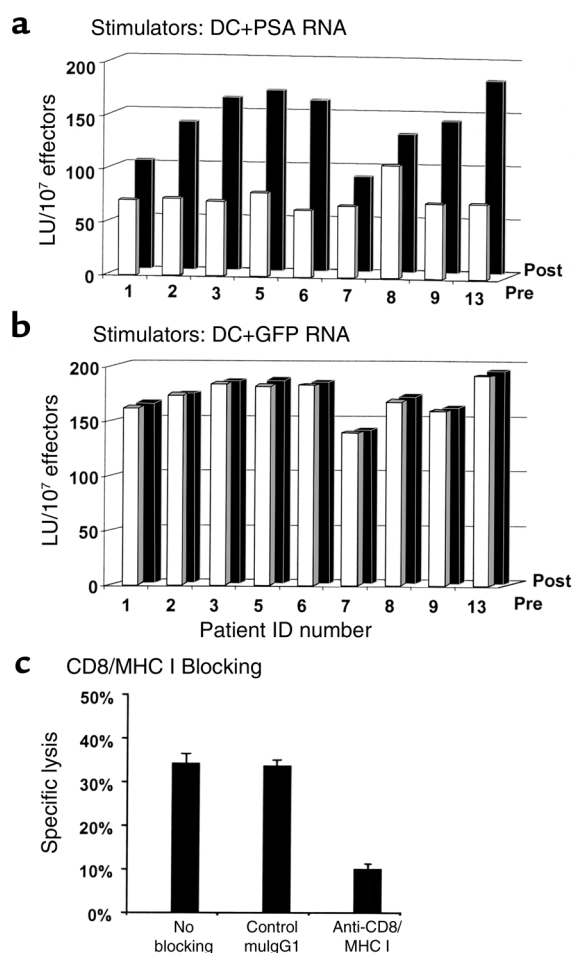 a
Stimulators: DC+PSA RNA
LU/10⁷ effectors
200
150
100
50
0
1 2 3 5 6 7 8 9 13
Post
Pre
b
Stimulators: DC+GFP RNA
LU/10⁷ effectors
200
150
100
50
0
1 2 3 5 6 7 8 9 13
Post
Pre
Patient ID number
c
CD8/MHC I Blocking
Specific lysis
50%
40%
30%
20%
10%
0%
No
blocking
Control
muIgG1
Anti-CD8/
MHC I